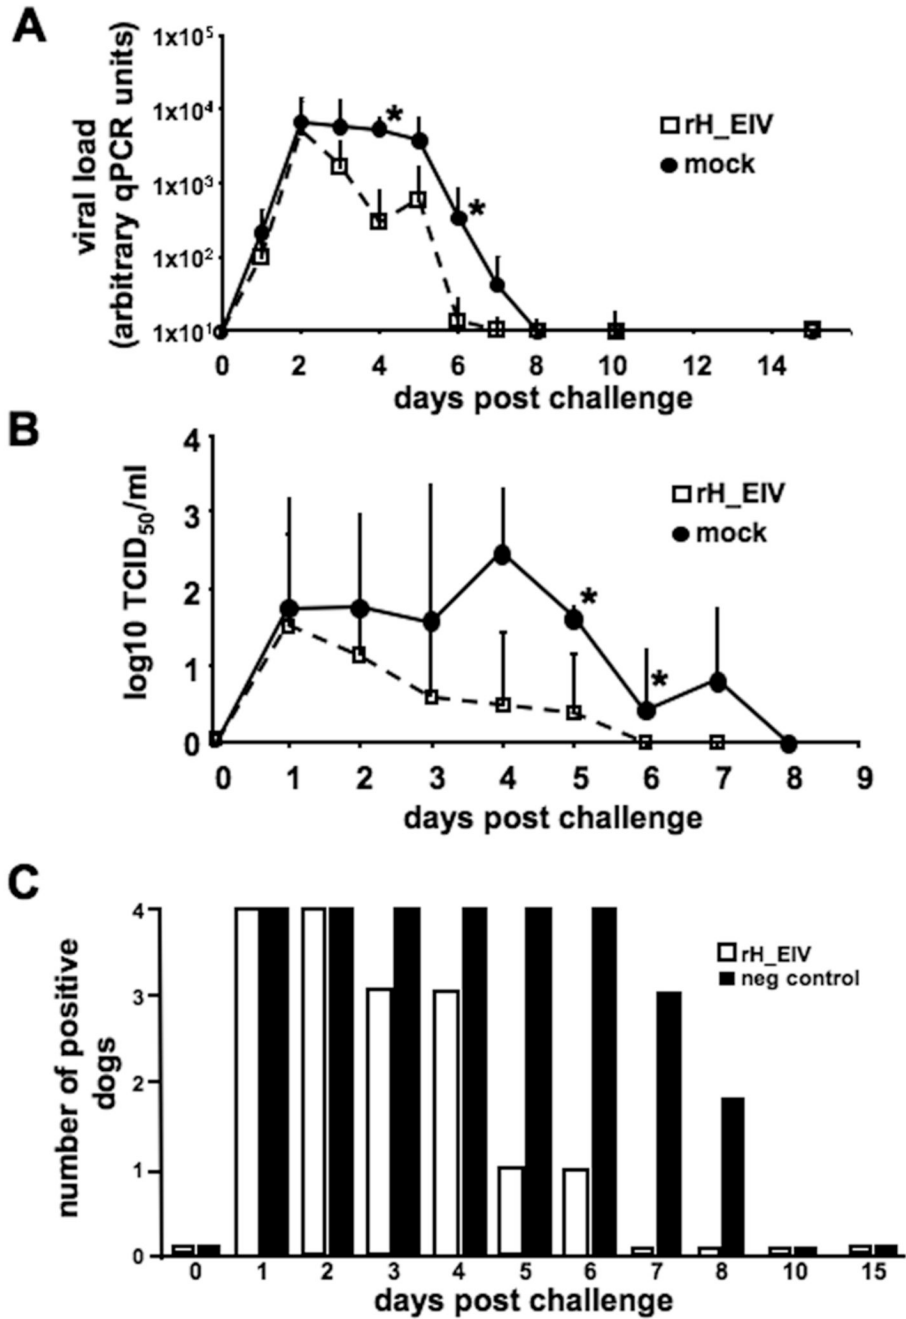 A
viral load
(arbitrary qPCR units)
1x10⁵
1x10⁴
1x10³
1x10²
1x10¹
*
*
rH_EIV
mock
0 2 4 6 8 10 12 14
days post challenge
B
log10 TCID₅₀/ml
4
3
2
1
0
*
*
rH_EIV
mock
0 1 2 3 4 5 6 7 8 9
days post challenge
C
number of positive
dogs
4
3
2
1
0
rH_EIV
neg control
0 1 2 3 4 5 6 7 8 10 15
days post challenge